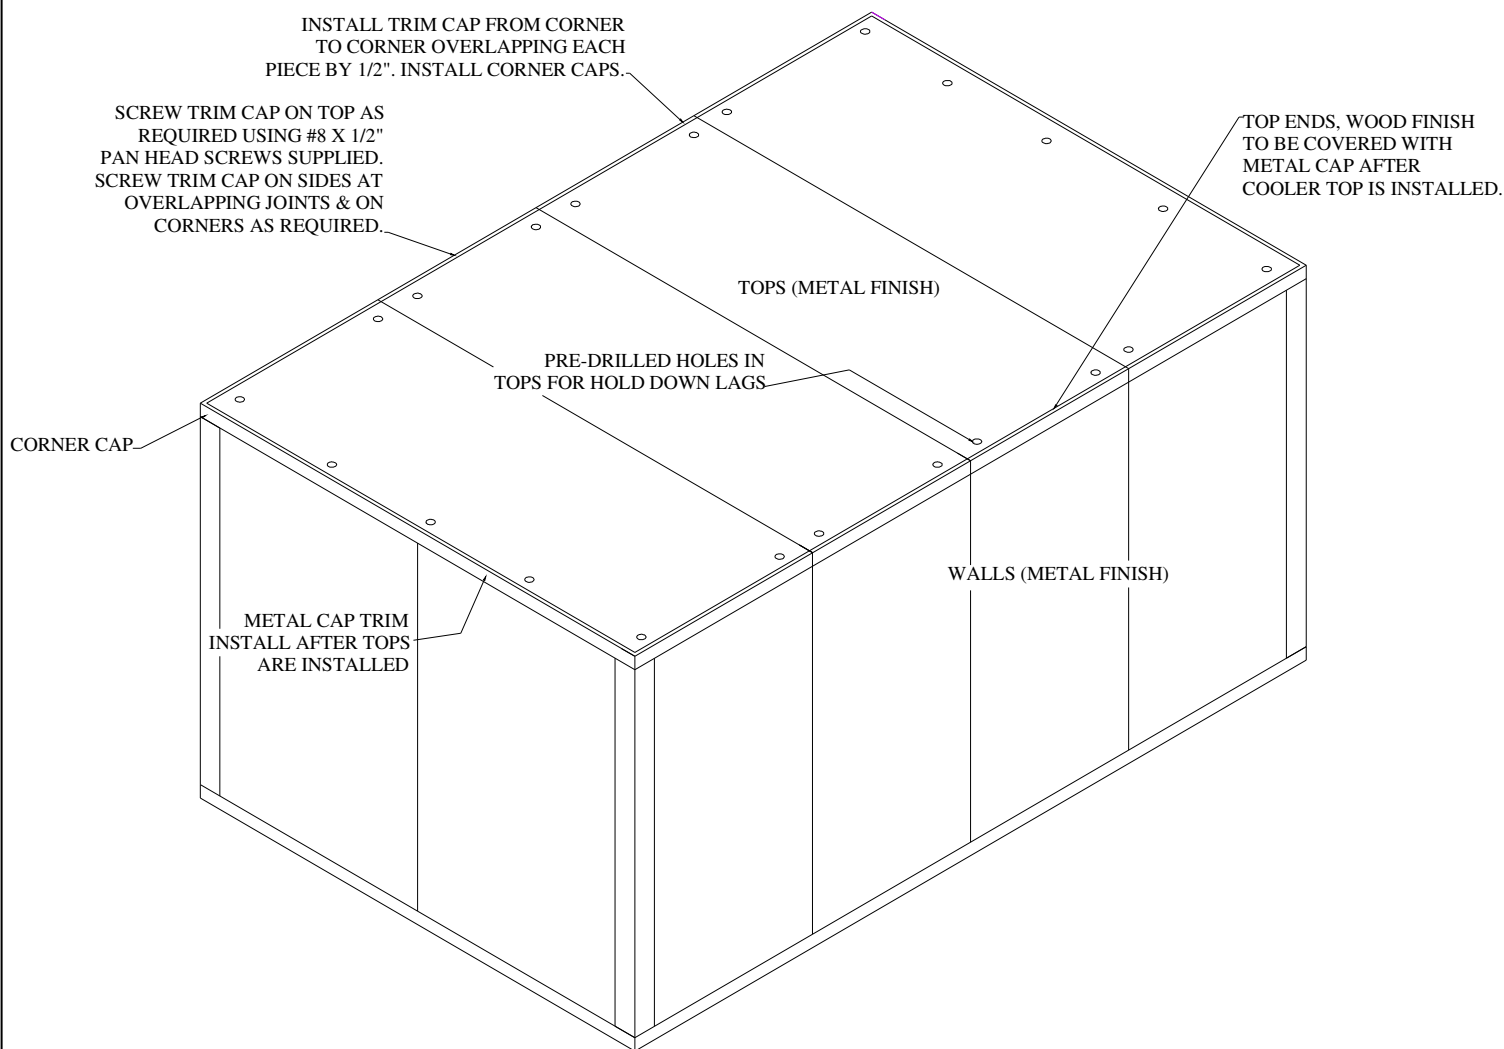 INSTALL TRIM CAP FROM CORNER
TO CORNER OVERLAPPING EACH
PIECE BY 1/2". INSTALL CORNER CAPS.
SCREW TRIM CAP ON TOP AS
REQUIRED USING #8 X 1/2"
PAN HEAD SCREWS SUPPLIED.
SCREW TRIM CAP ON SIDES AT
OVERLAPPING JOINTS & ON
CORNERS AS REQUIRED.
TOP ENDS, WOOD FINISH
TO BE COVERED WITH
METAL CAP AFTER
COOLER TOP IS INSTALLED.
TOPS (METAL FINISH)
PRE-DRILLED HOLES IN
TOPS FOR HOLD DOWN LAGS
CORNER CAP
WALLS (METAL FINISH)
METAL CAP TRIM
INSTALL AFTER TOPS
ARE INSTALLED